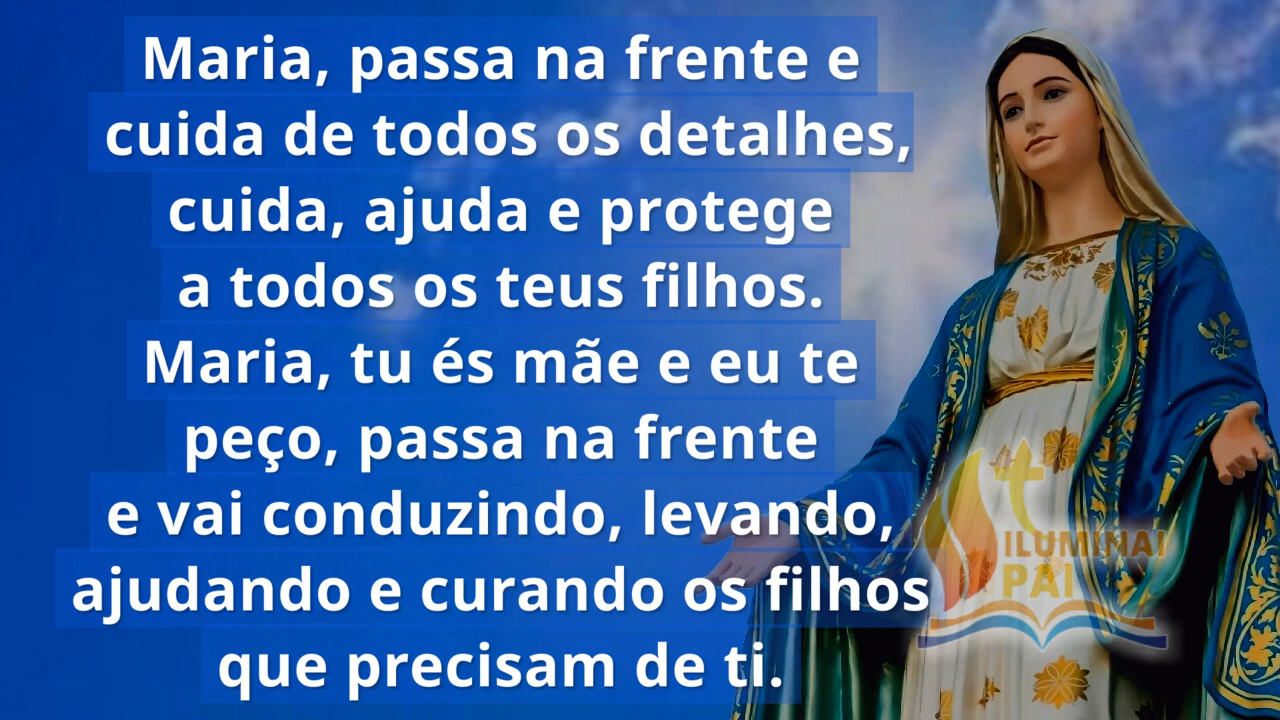 Maria, passa na frente e
cuida de todos os detalhes,
cuida, ajuda e protege
a todos os teus filhos.
Maria, tu és mãe e eu te
peço, passa na frente
e vai conduzindo, levando,
ajudando e curando os filhos
que precisam de ti.
ILUMINAI
PAI